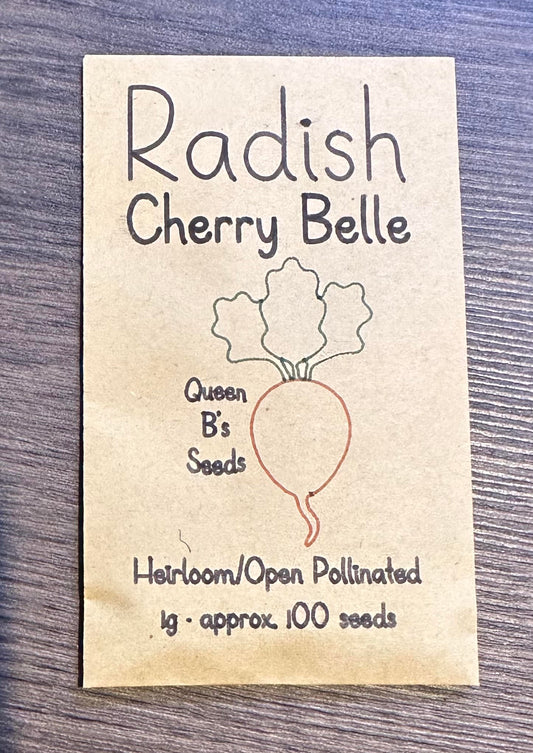 Radish
Cherry Belle
Queen
B's
Seeds
Heirloom/Open Pollinated
1g - approx. 100 seeds